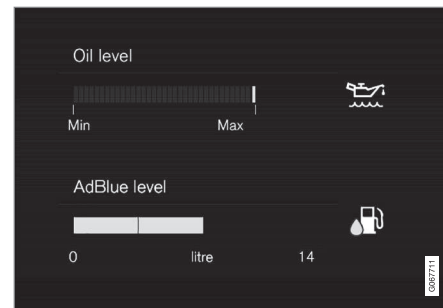 Oil level
Min Max
AdBlue level
0 litre 14
G067711